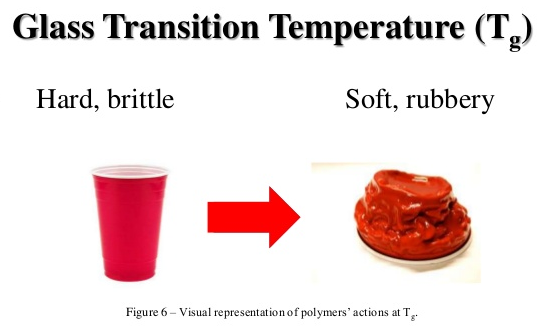 Glass Transition Temperature (Tg)
Hard, brittle
Soft, rubbery
Figure 6 – Visual representation of polymers’ actions at Tg.